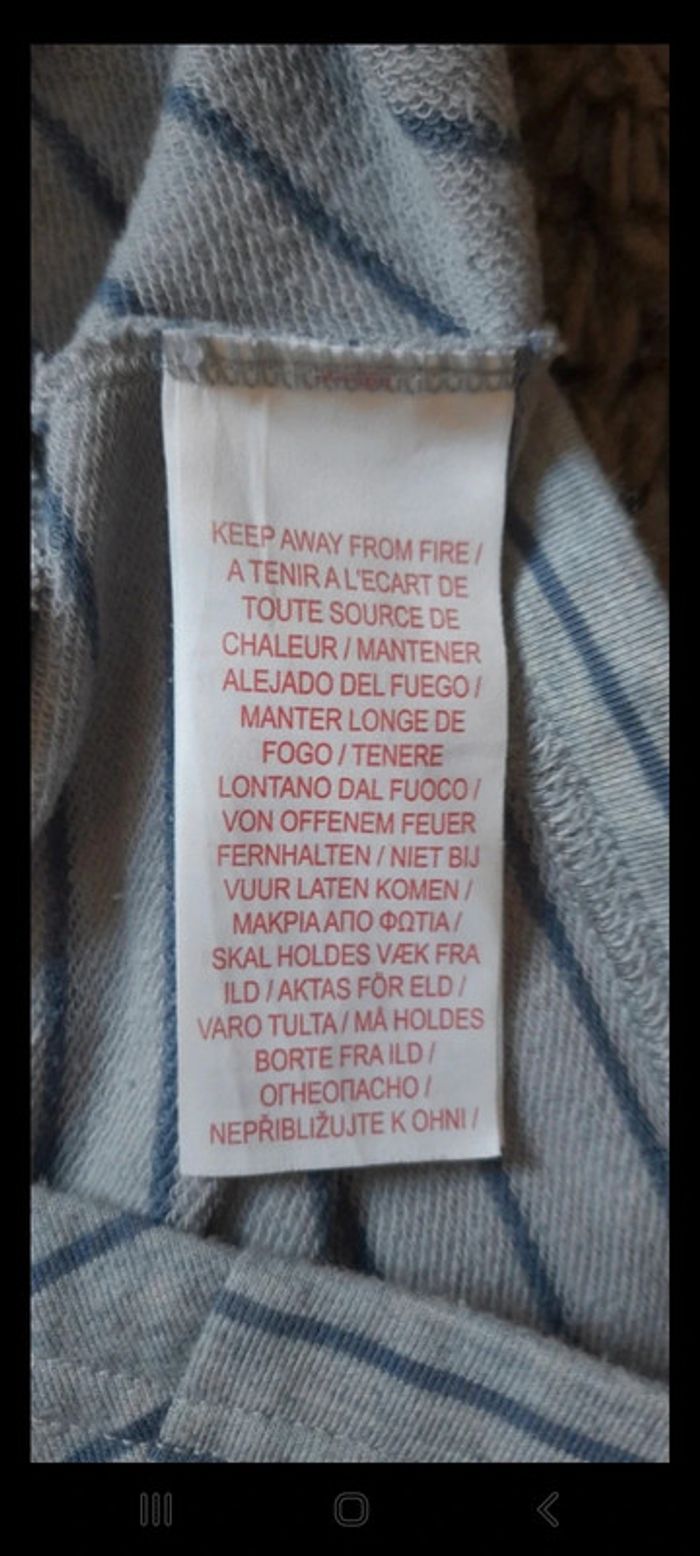 KEEP AWAY FROM FIRE /
A TENIR A L'ECART DE
TOUTE SOURCE DE
CHALEUR / MANTENER
ALEJADO DEL FUEGO /
MANTER LONGE DE
FOGO / TENERE
LONTANO DAL FUOCO /
VON OFFENEM FEUER
FERNHALTEN / NIET BIJ
VUUR LATEN KOMEN /
ΜΑΚΡΙΑ ΑΠΟ ΦΩΤΙΑ /
SKAL HOLDES VÆK FRA
ILD / AKTAS FÖR ELD /
VARO TULTA / MÅ HOLDES
BORTE FRA ILD /
ОГНЕОПАСНО /
NEPŘIBLIŽUJTE K OHNI /